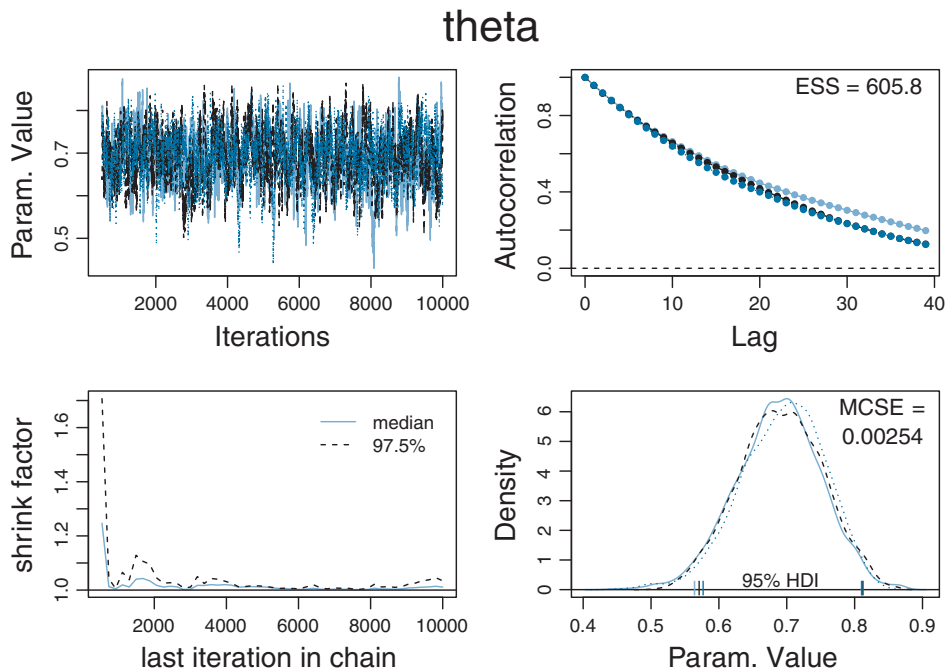 theta
Param. Value
0.5 0.7
2000 4000 6000 8000 10000
Iterations
Autocorrelation
0.0 0.4 0.8
ESS = 605.8
0 10 20 30 40
Lag
shrink factor
1.0 1.2 1.4 1.6
median
97.5%
2000 4000 6000 8000 10000
last iteration in chain
Density
0 1 2 3 4 5 6
MCSE =
0.00254
95% HDI
0.4 0.5 0.6 0.7 0.8 0.9
Param. Value